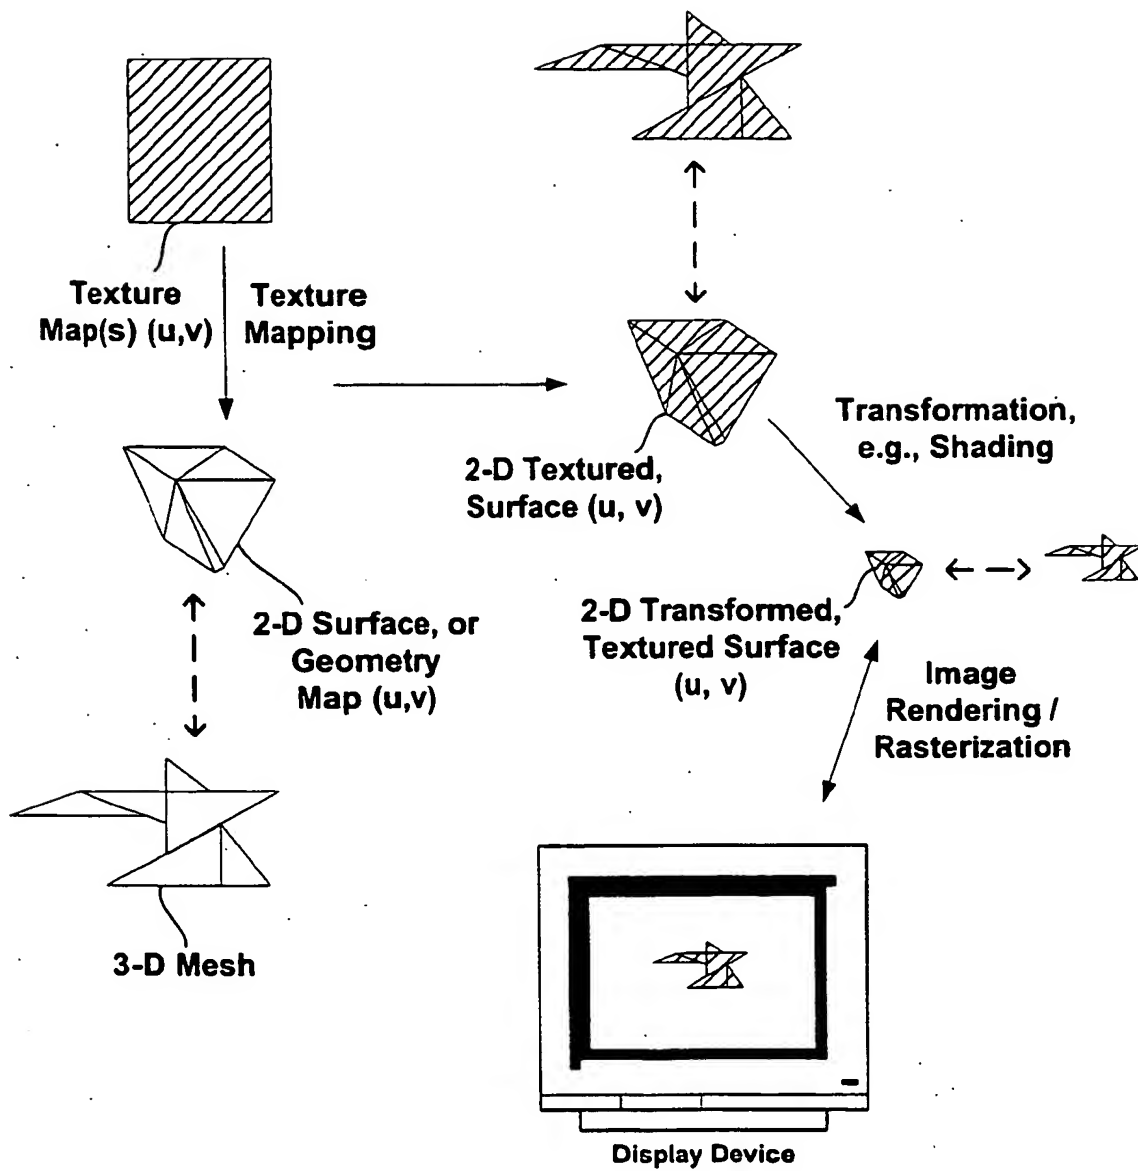 Texture
Map(s) (u,v)
Texture
Mapping
2-D Textured,
Surface (u, v)
Transformation,
e.g., Shading
2-D Surface, or
Geometry
Map (u,v)
2-D Transformed,
Textured Surface
(u, v)
Image
Rendering /
Rasterization
3-D Mesh
Display Device